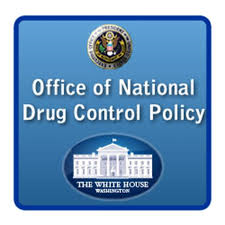 Office of National
Drug Control Policy
THE WHITE HOUSE
WASHINGTON